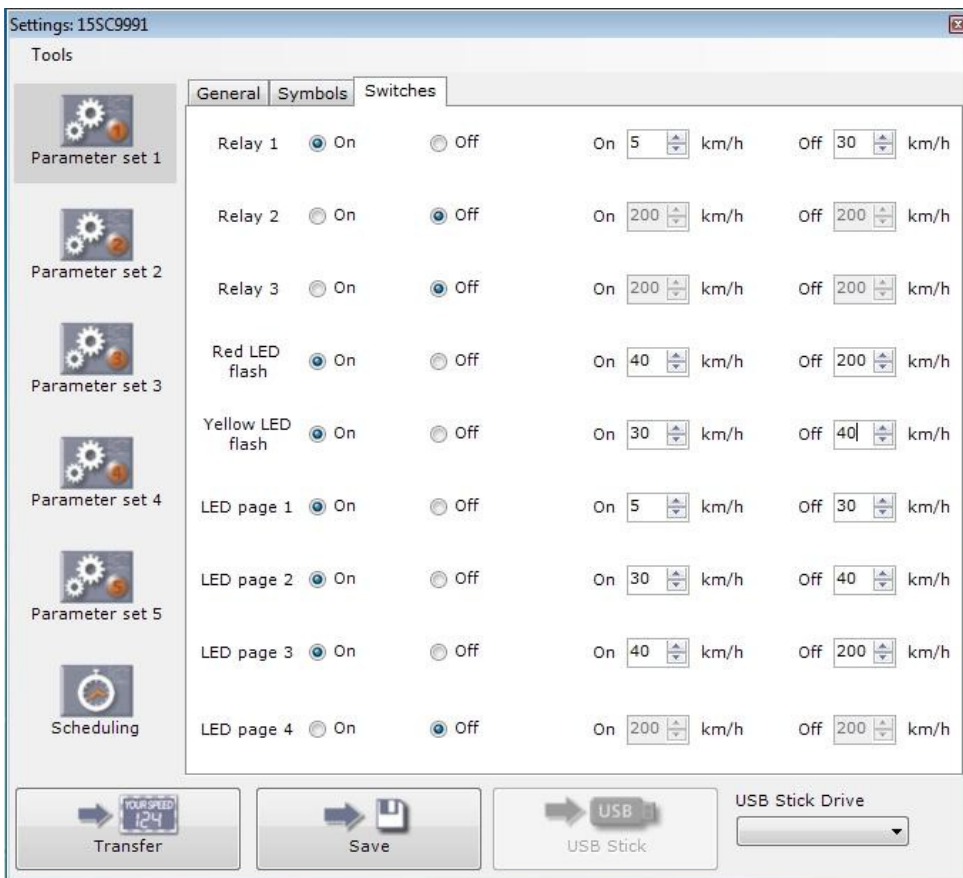 Settings: 15SC9991
Tools
General Symbols Switches
1
Parameter set 1
2
Parameter set 2
3
Parameter set 3
4
Parameter set 4
5
Parameter set 5
Scheduling
Relay 1 On Off On 5 km/h Off 30 km/h
Relay 2 On Off On 200 km/h Off 200 km/h
Relay 3 On Off On 200 km/h Off 200 km/h
Red LED
flash On Off On 40 km/h Off 200 km/h
Yellow LED
flash On Off On 30 km/h Off 40 km/h
LED page 1 On Off On 5 km/h Off 30 km/h
LED page 2 On Off On 30 km/h Off 40 km/h
LED page 3 On Off On 40 km/h Off 200 km/h
LED page 4 On Off On 200 km/h Off 200 km/h
YOUR SPEED
124
Transfer
Save
USB
USB Stick
USB Stick Drive